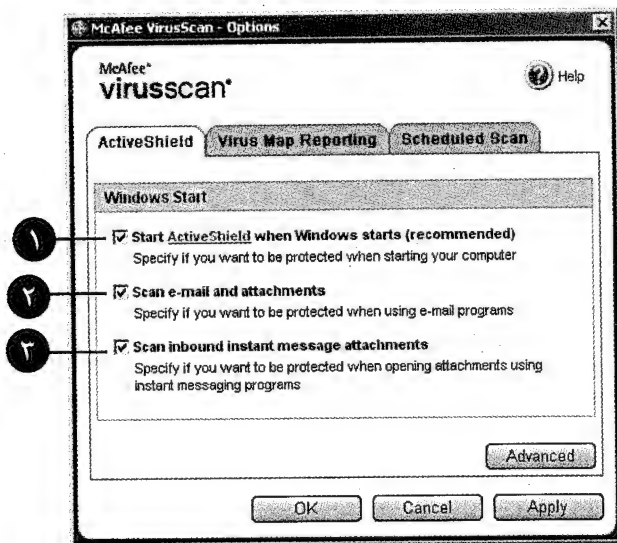 McAfee VirusScan - Options
McAfee®
virusscan®
Help
ActiveShield Virus Map Reporting Scheduled Scan
Windows Start
١
Start ActiveShield when Windows starts (recommended)
Specify if you want to be protected when starting your computer
٢
Scan e-mail and attachments
Specify if you want to be protected when using e-mail programs
٣
Scan inbound instant message attachments
Specify if you want to be protected when opening attachments using
instant messaging programs
Advanced
OK Cancel Apply